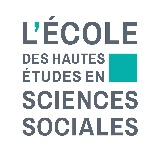 L'ÉCOLE
DES HAUTES
ÉTUDES EN
SCIENCES
SOCIALES